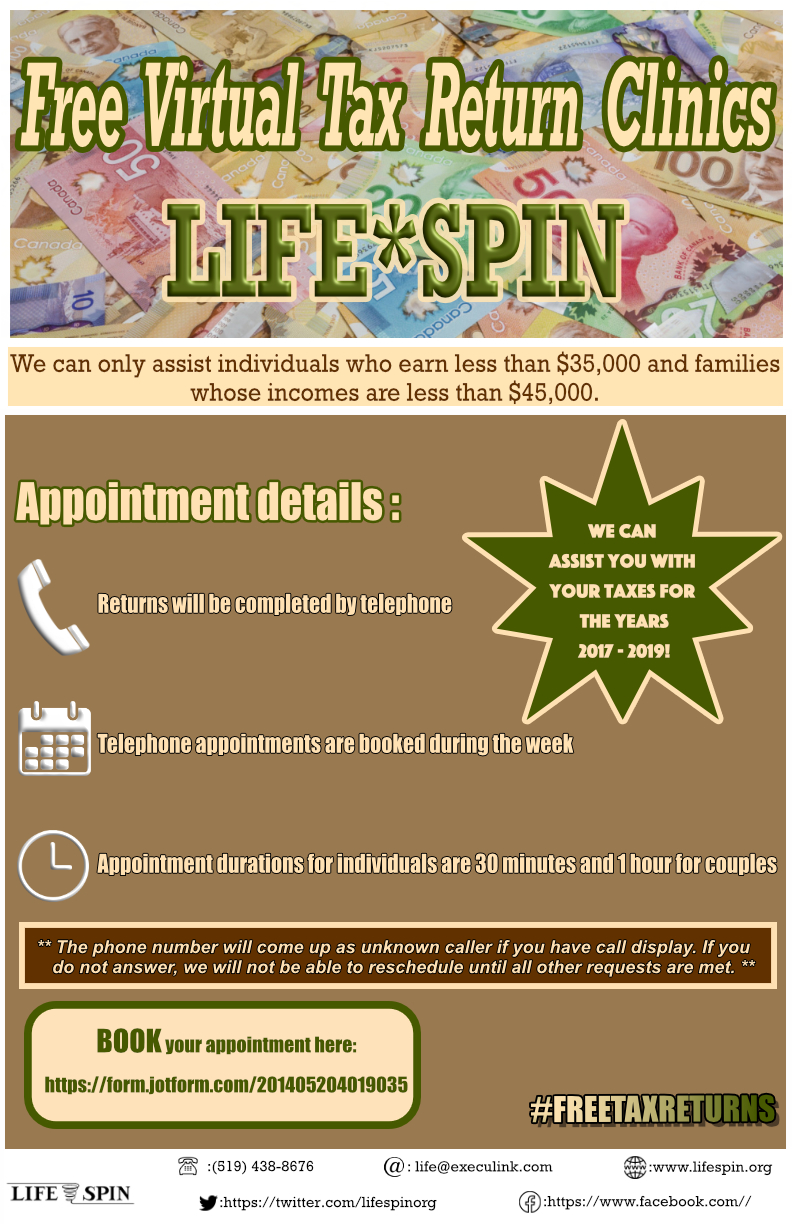 Free Virtual Tax Return Clinics
LIFE*SPIN
We can only assist individuals who earn less than $35,000 and families
whose incomes are less than $45,000.
Appointment details :
WE CAN
ASSIST YOU WITH
YOUR TAXES FOR
THE YEARS
2017 - 2019!
Returns will be completed by telephone
Telephone appointments are booked during the week
Appointment durations for individuals are 30 minutes and 1 hour for couples
** The phone number will come up as unknown caller if you have call display. If you
do not answer, we will not be able to reschedule until all other requests are met. **
BOOK your appointment here:
https://form.jotform.com/201405204019035
#FREETAXRETURNS
:(519) 438-8676
@ : life@execulink.com
:www.lifespin.org
LIFE SPIN
:https://twitter.com/lifespinorg
:https://www.facebook.com//